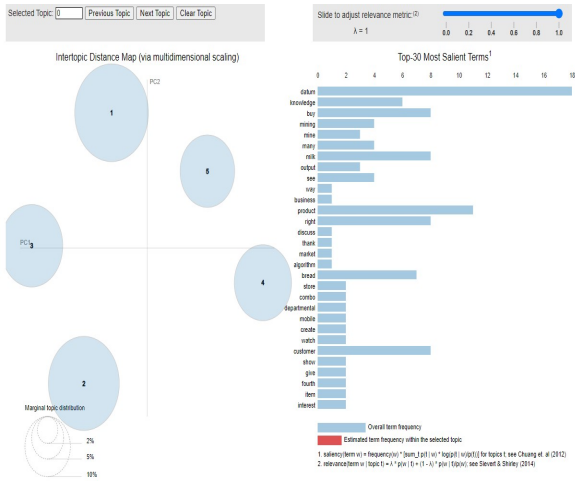 Selected Topic: 0 Previous Topic Next Topic Clear Topic
Slide to adjust relevance metric:(2)
λ = 1
0.0 0.2 0.4 0.6 0.8 1.0
Intertopic Distance Map (via multidimensional scaling)
PC2
1
5
PC1
3
4
2
Marginal topic distribution
2%
5%
10%
Top-30 Most Salient Terms1
0 2 4 6 8 10 12 14 16 18
datum
knowledge
buy
mining
mine
many
milk
output
see
way
business
product
right
discuss
thank
market
algorithm
bread
store
combo
departmental
mobile
create
watch
customer
show
give
fourth
item
interest
Overall term frequency
Estimated term frequency within the selected topic
1. saliency(term w) = frequency(w) * [sum_t p(t | w) * log(p(t | w)/p(t))] for topics t; see Chuang et. al (2012)
2. relevance(term w | topic t) = λ * p(w | t) + (1 - λ) * p(w | t)/p(w); see Sievert & Shirley (2014)